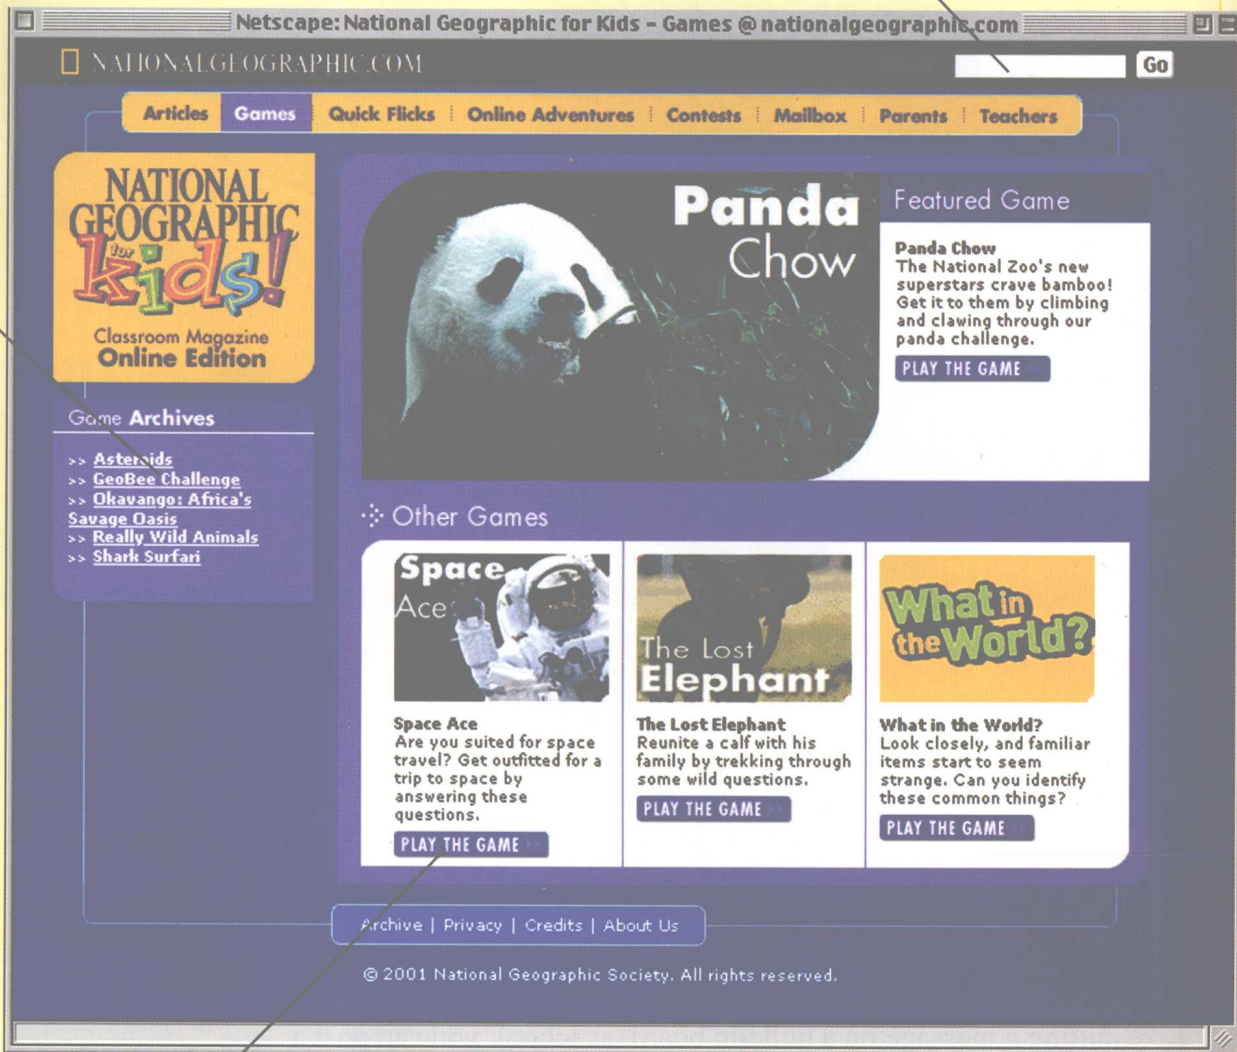 Netscape: National Geographic for Kids - Games @ nationalgeographic.com
NATIONALGEOGRAPHIC.COM
Go
Articles Games Quick Flicks Online Adventures Contests Mailbox Parents Teachers
NATIONAL
GEOGRAPHIC
for
kids!
Classroom Magazine
Online Edition
Game Archives
>> Asteroids
>> GeoBee Challenge
>> Okavango: Africa's
Savage Oasis
>> Really Wild Animals
>> Shark Surfari
Panda
Chow
Featured Game
Panda Chow
The National Zoo's new
superstars crave bamboo!
Get it to them by climbing
and clawing through our
panda challenge.
PLAY THE GAME >>
Other Games
Space
Ace
Space Ace
Are you suited for space
travel? Get outfitted for a
trip to space by
answering these
questions.
PLAY THE GAME >>
The Lost
Elephant
The Lost Elephant
Reunite a calf with his
family by trekking through
some wild questions.
PLAY THE GAME >>
What in
the World?
What in the World?
Look closely, and familiar
items start to seem
strange. Can you identify
these common things?
PLAY THE GAME >>
Archive | Privacy | Credits | About Us
© 2001 National Geographic Society. All rights reserved.